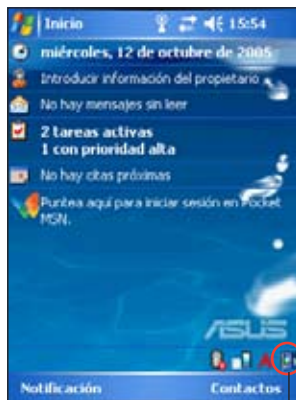 Inicio 15:54
miércoles, 12 de octubre de 2005
Introducir información del propietario
No hay mensajes sin leer
2 tareas activas
1 con prioridad alta
No hay citas próximas
Puntea aquí para iniciar sesión en Pocket
MSN.
ASUS
A
Notificación Contactos